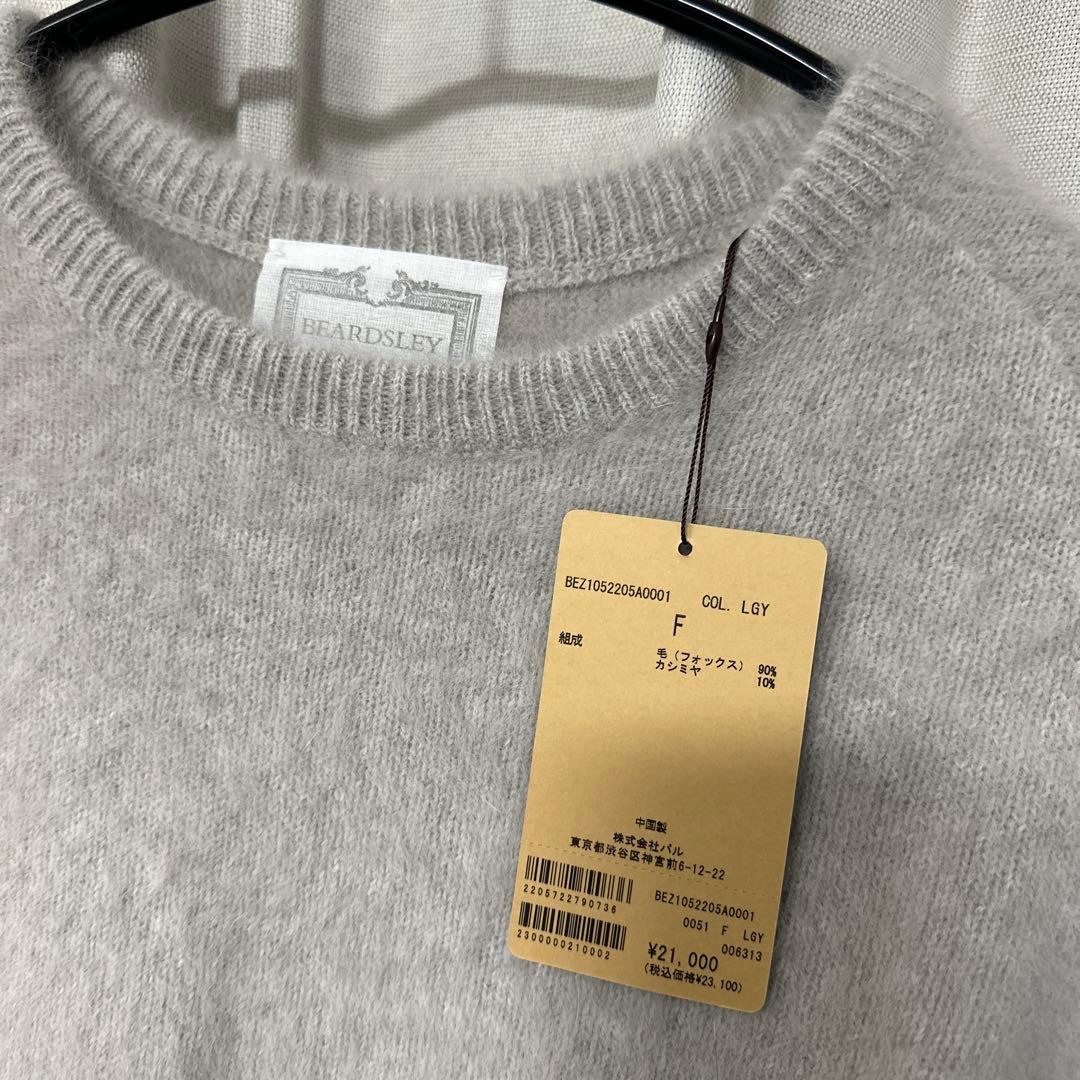 BEARDSLEY
BEZ1052205A0001 COL. LGY
F
組成
毛（フォックス） 90%
カシミヤ 10%
中国製
株式会社パル
東京都渋谷区神宮前6-12-22
2205722790736
BEZ1052205A0001
0051 F LGY
006313
2300000210002
¥21,000
(税込価格¥23,100)